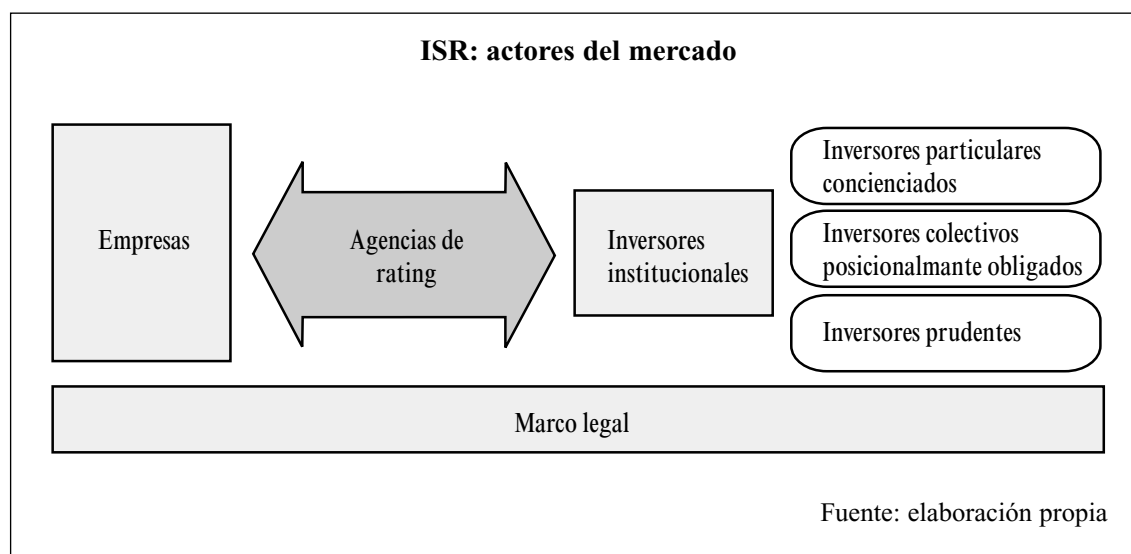 ISR: actores del mercado
Empresas
Agencias de
rating
Inversores
institucionales
Inversores particulares
concienciados
Inversores colectivos
posicionalmante obligados
Inversores prudentes
Marco legal
Fuente: elaboración propia